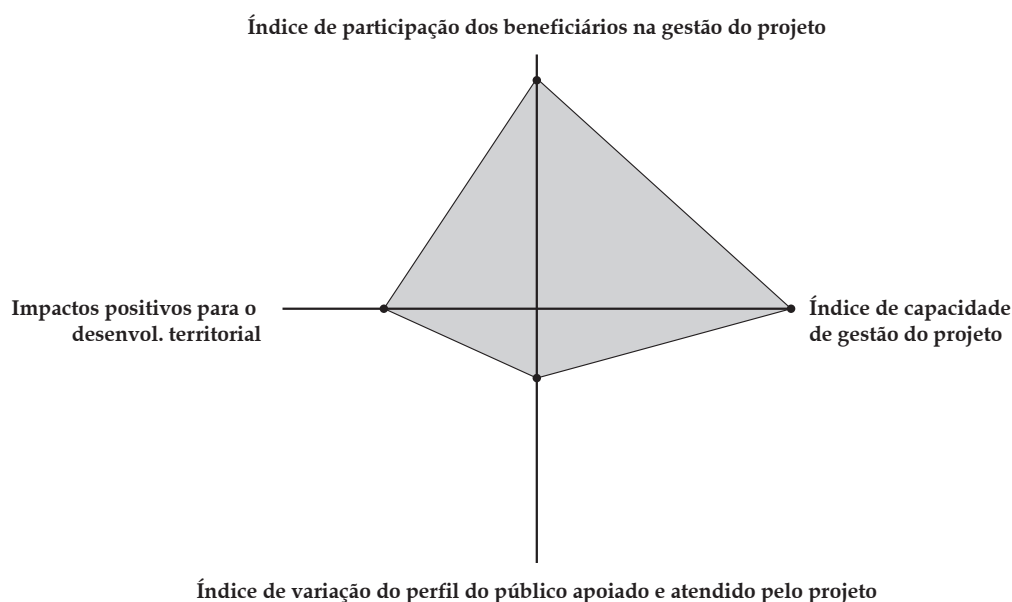 Índice de participação dos beneficiários na gestão do projeto
Impactos positivos para o
desenvol. territorial
Índice de capacidade
de gestão do projeto
Índice de variação do perfil do público apoiado e atendido pelo projeto